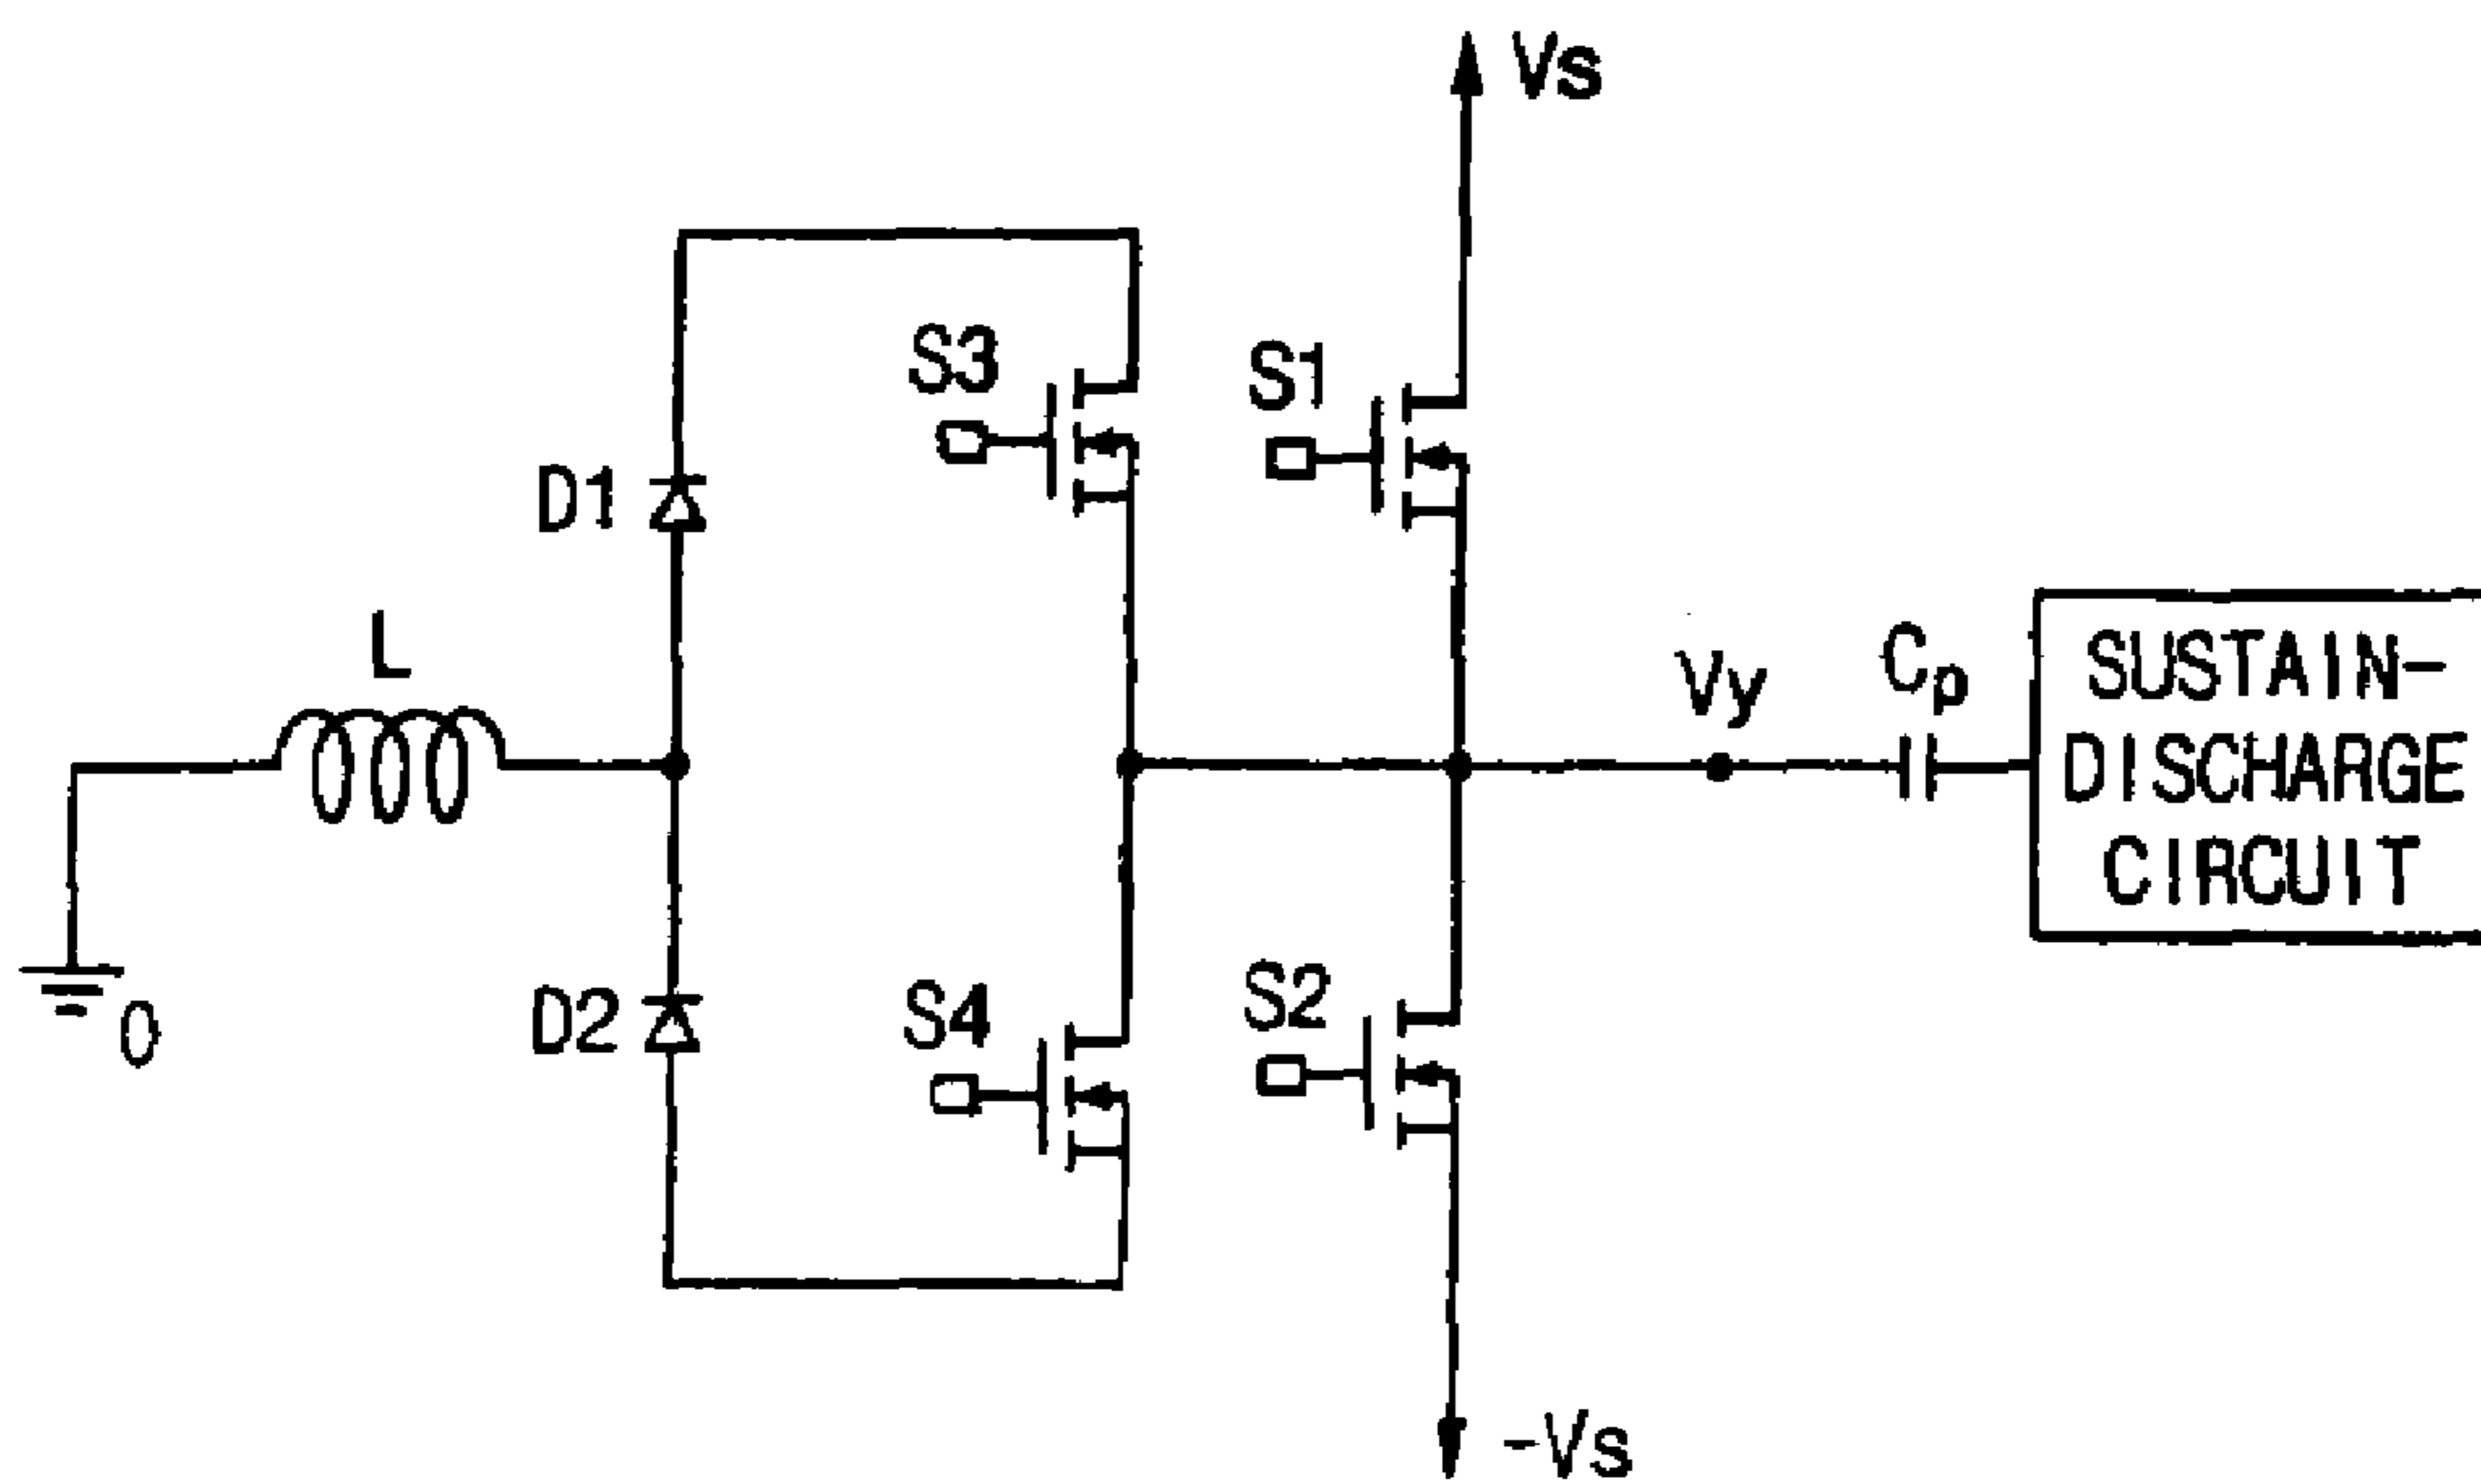 Vs
S3
S1
D1
L
Vy
Cp
SUSTAIN-
DISCHARGE
CIRCUIT
D2
S4
S2
0
-Vs